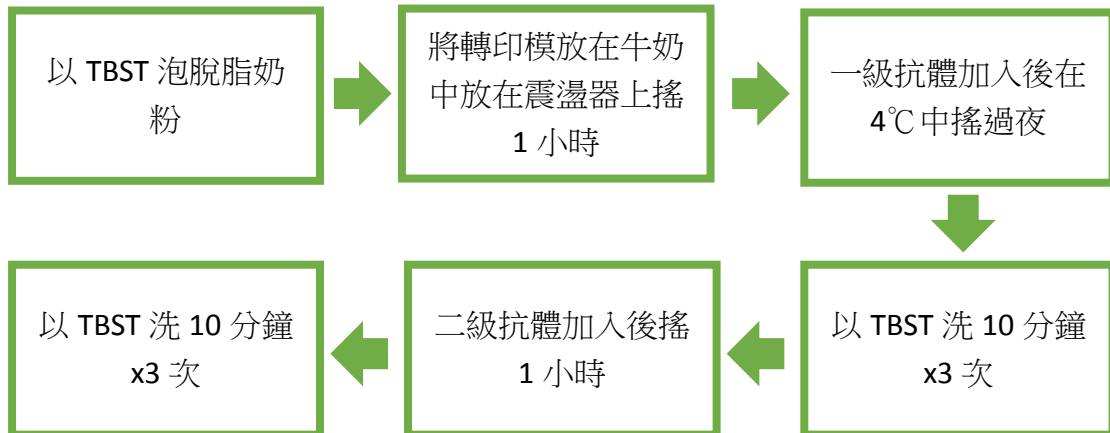 以 TBST 泡脫脂奶
粉
將轉印模放在牛奶
中放在震盪器上搖
1 小時
一級抗體加入後在
4℃中搖過夜
以 TBST 洗 10 分鐘
x3 次
二級抗體加入後搖
1 小時
以 TBST 洗 10 分鐘
x3 次